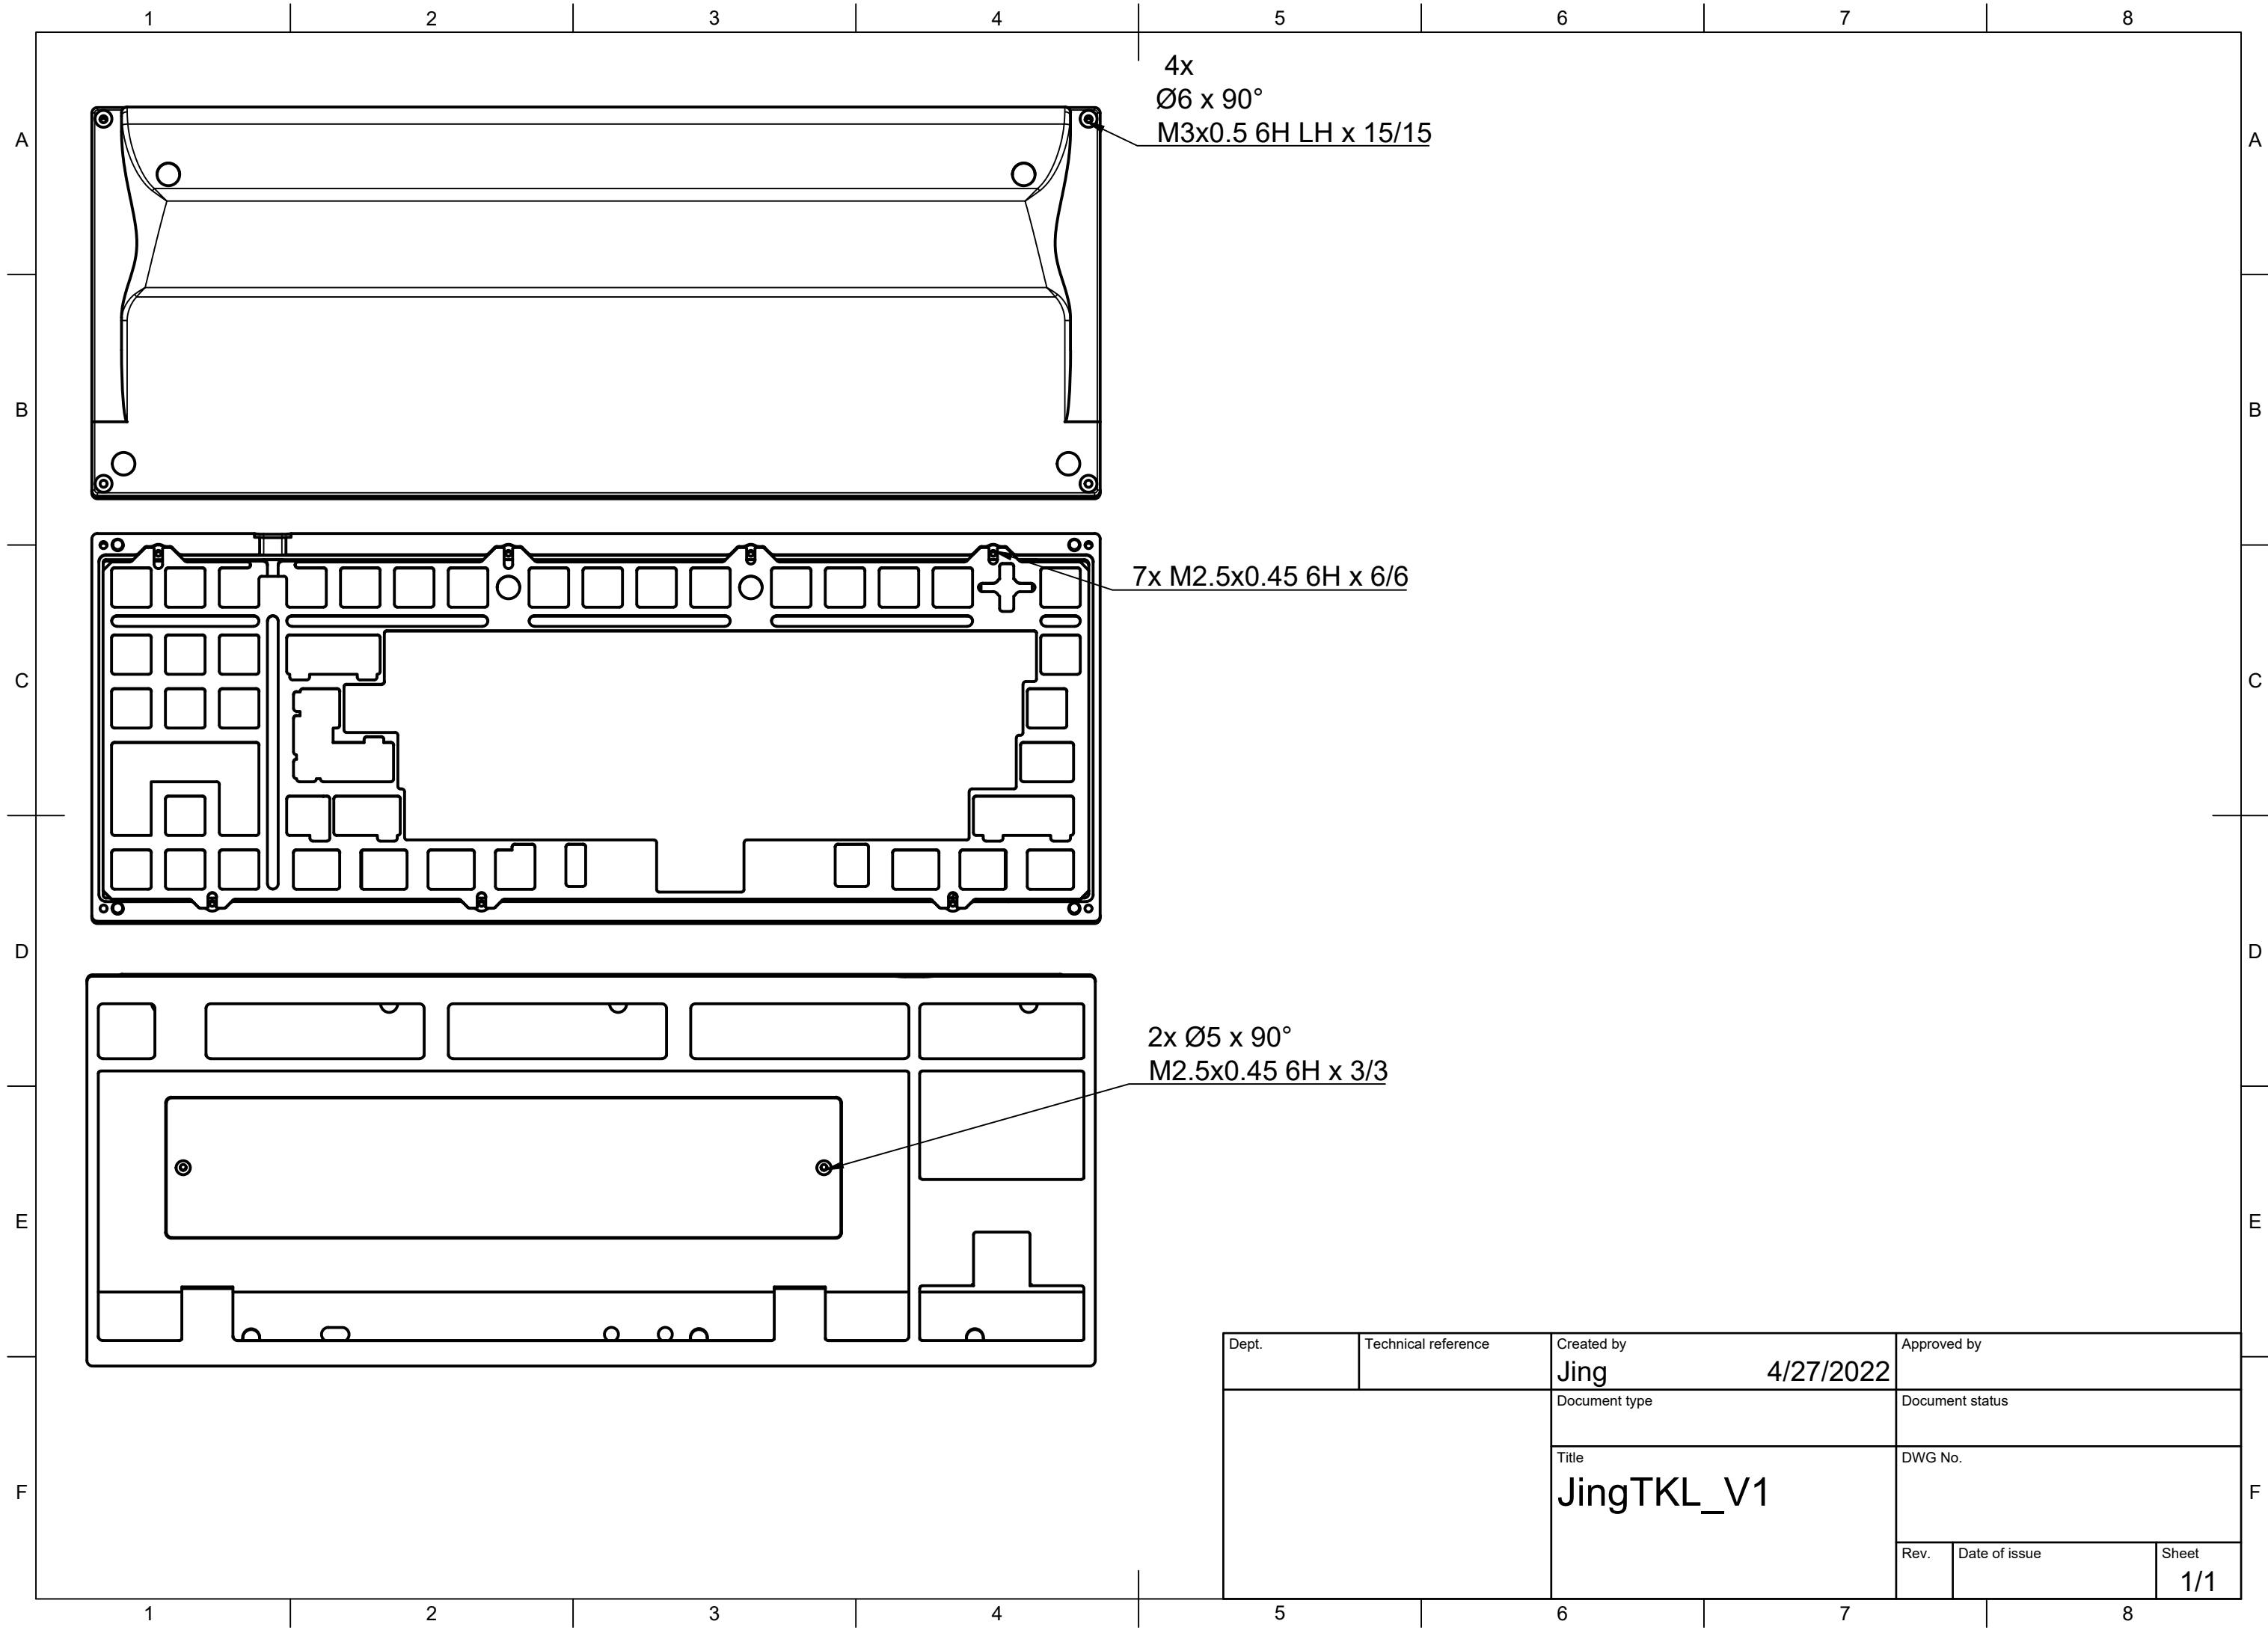 1 2 3 4 5 6 7 8
4x
Ø6 x 90°
M3x0.5 6H LH x 15/15
A A
B B
7x M2.5x0.45 6H x 6/6
C C
D D
2x Ø5 x 90°
M2.5x0.45 6H x 3/3
E E
Dept. Technical reference Created by Approved by
Jing 4/27/2022
Document type Document status
Title DWG No.
JingTKL_V1
F F
Rev. Date of issue Sheet
1/1
1 2 3 4 5 6 7 8